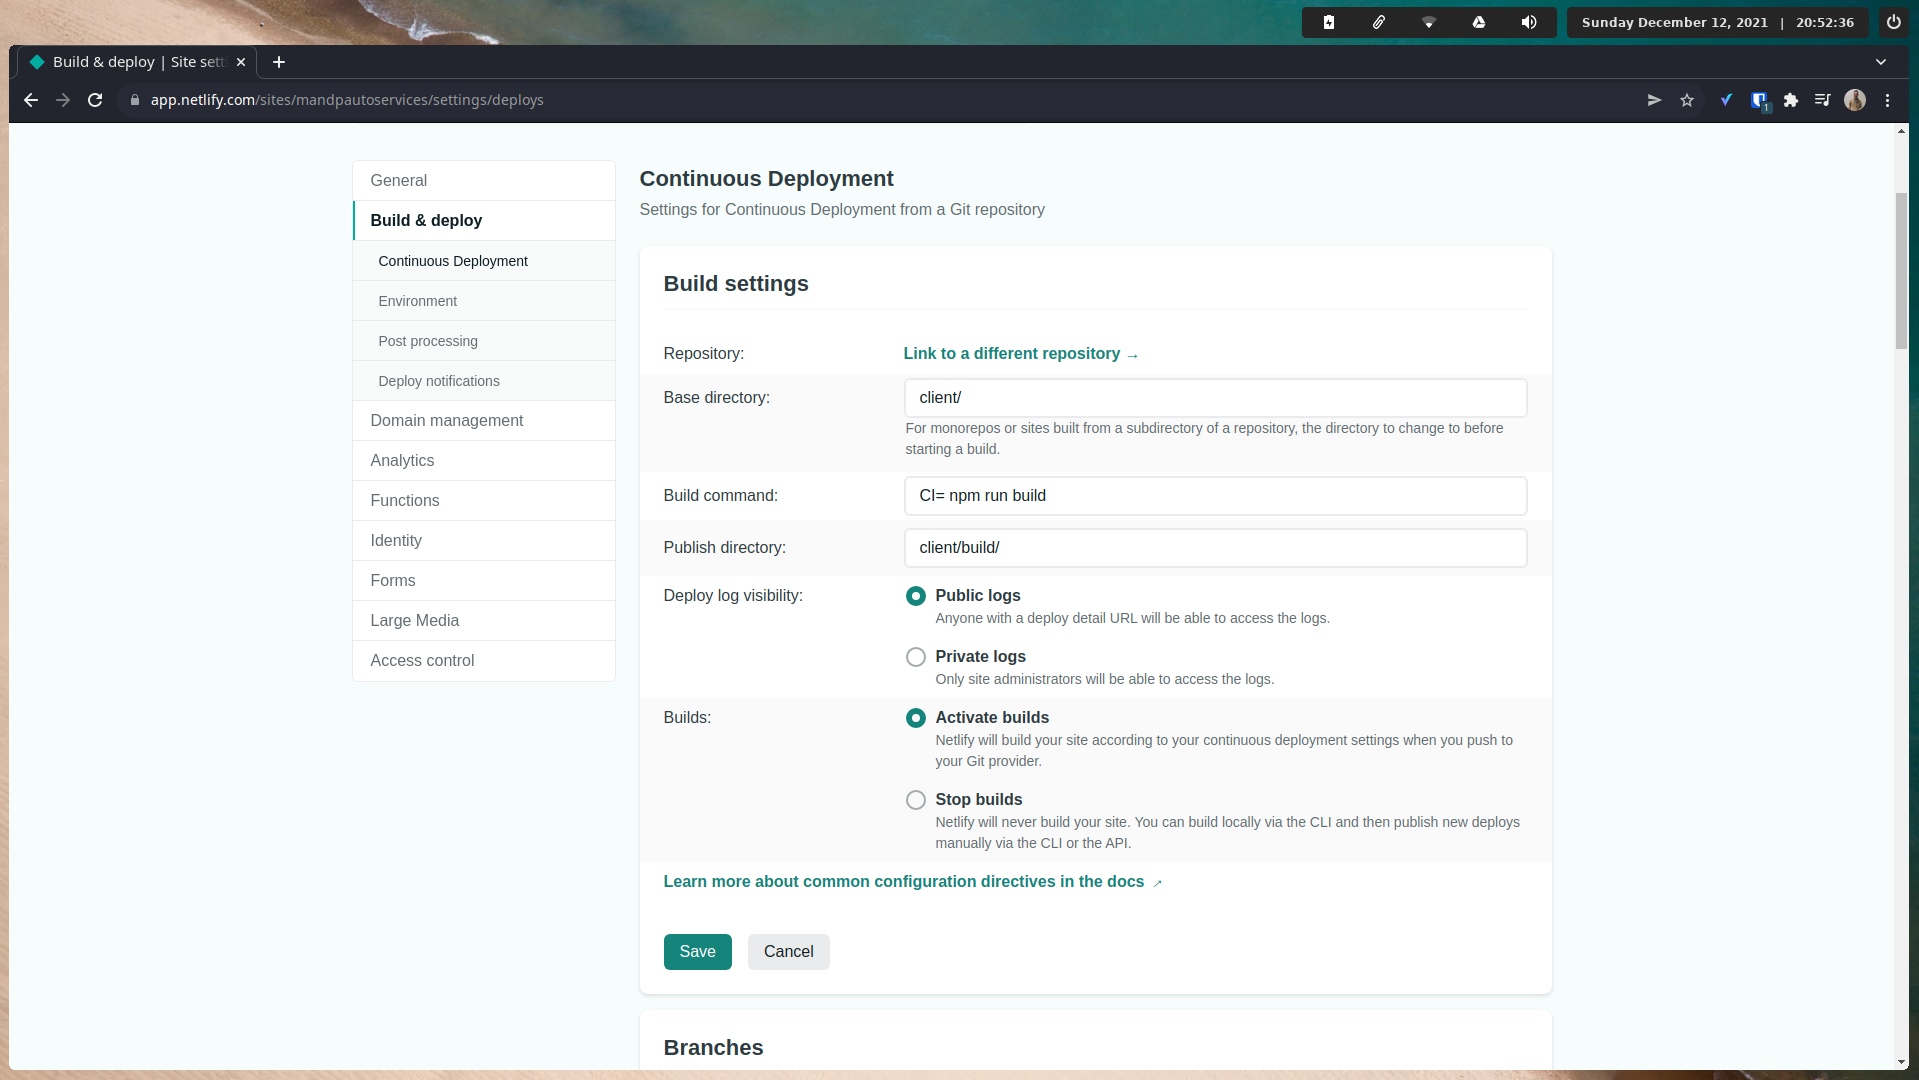 Sunday December 12, 2021 | 20:52:36
Build & deploy | Site sett
app.netlify.com/sites/mandpautoservices/settings/deploys
1
General
Build & deploy
Continuous Deployment
Environment
Post processing
Deploy notifications
Domain management
Analytics
Functions
Identity
Forms
Large Media
Access control
Continuous Deployment
Settings for Continuous Deployment from a Git repository
Build settings
Repository:
Link to a different repository →
Base directory:
client/
For monorepos or sites built from a subdirectory of a repository, the directory to change to before
starting a build.
Build command:
CI= npm run build
Publish directory:
client/build/
Deploy log visibility:
Public logs
Anyone with a deploy detail URL will be able to access the logs.
Private logs
Only site administrators will be able to access the logs.
Builds:
Activate builds
Netlify will build your site according to your continuous deployment settings when you push to
your Git provider.
Stop builds
Netlify will never build your site. You can build locally via the CLI and then publish new deploys
manually via the CLI or the API.
Learn more about common configuration directives in the docs ↗
Save
Cancel
Branches